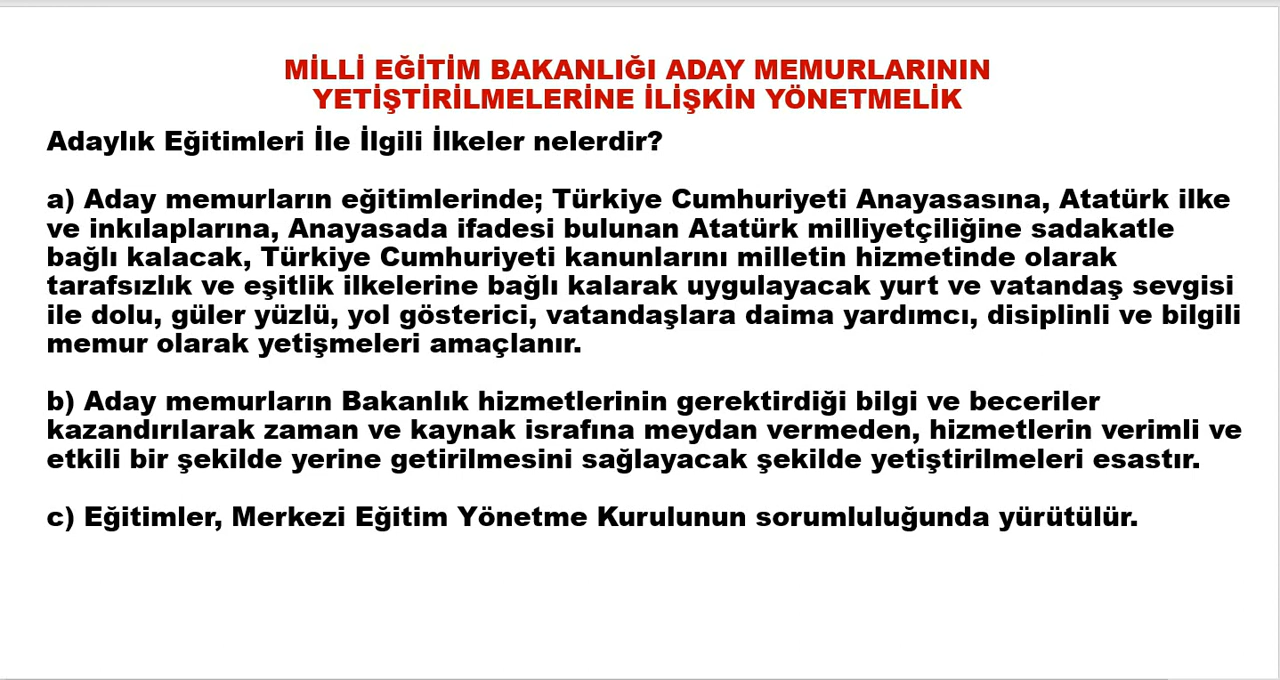 MİLLİ EĞİTİM BAKANLIĞI ADAY MEMURLARININ
YETİŞTİRİLMELERİNE İLİŞKİN YÖNETMELİK
Adaylık Eğitimleri İle İlgili İlkeler nelerdir?
a) Aday memurların eğitimlerinde; Türkiye Cumhuriyeti Anayasasına, Atatürk ilke
ve inkılaplarına, Anayasada ifadesi bulunan Atatürk milliyetçiliğine sadakatle
bağlı kalacak, Türkiye Cumhuriyeti kanunlarını milletin hizmetinde olarak
tarafsızlık ve eşitlik ilkelerine bağlı kalarak uygulayacak yurt ve vatandaş sevgisi
ile dolu, güler yüzlü, yol gösterici, vatandaşlara daima yardımcı, disiplinli ve bilgili
memur olarak yetişmeleri amaçlanır.
b) Aday memurların Bakanlık hizmetlerinin gerektirdiği bilgi ve beceriler
kazandırılarak zaman ve kaynak israfına meydan vermeden, hizmetlerin verimli ve
etkili bir şekilde yerine getirilmesini sağlayacak şekilde yetiştirilmeleri esastır.
c) Eğitimler, Merkezi Eğitim Yönetme Kurulunun sorumluluğunda yürütülür.